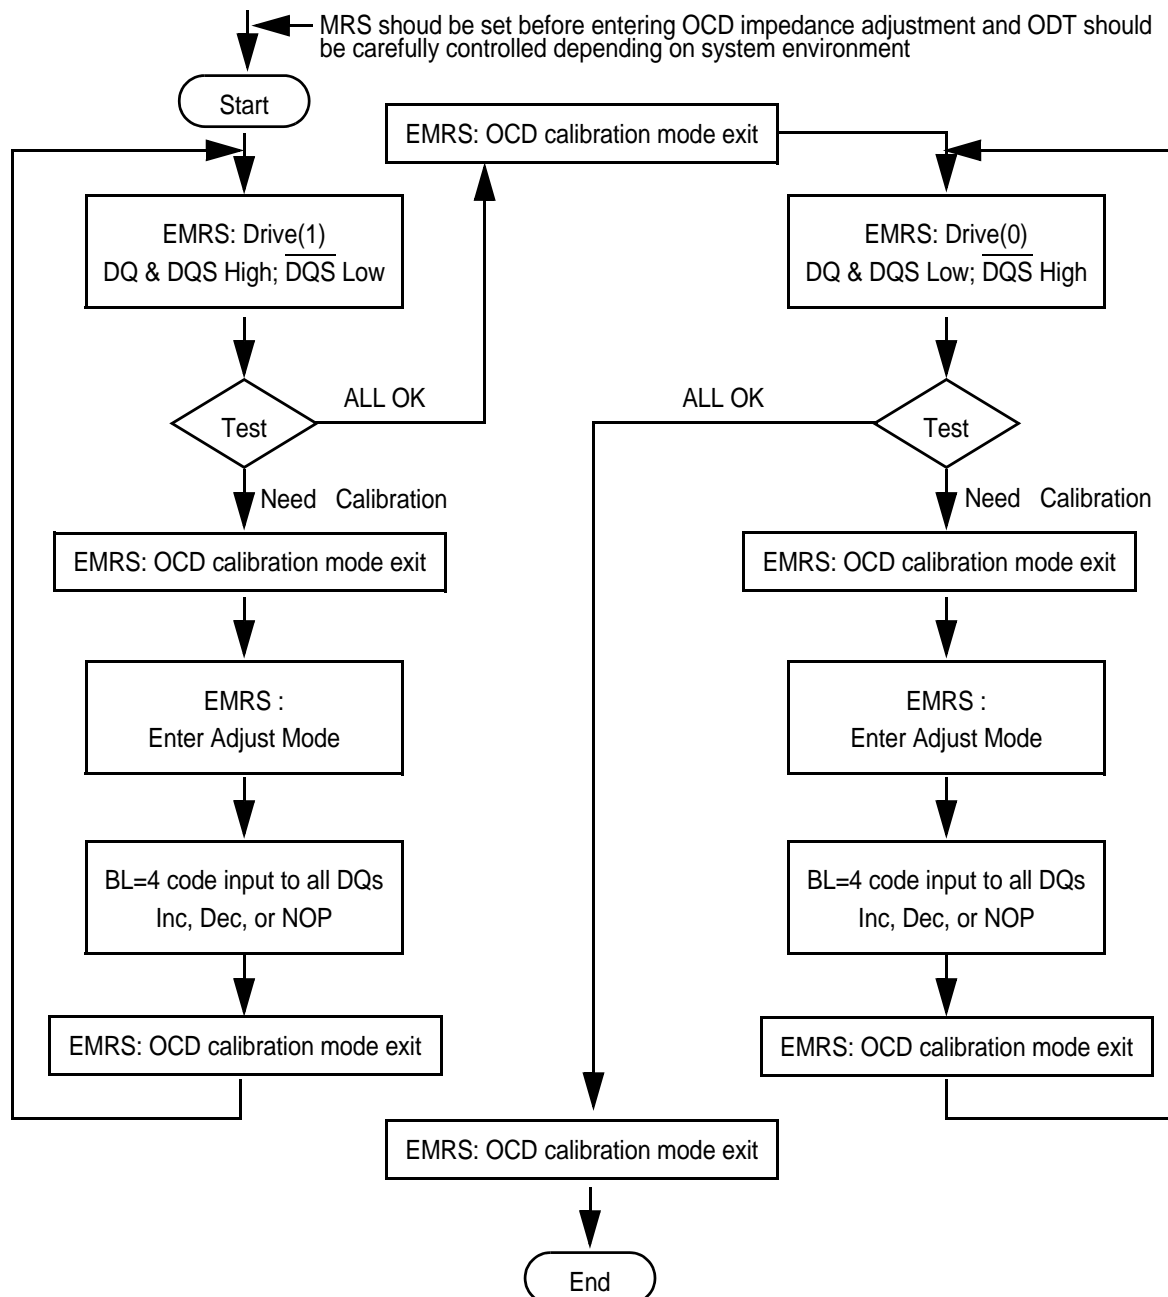 MRS shoud be set before entering OCD impedance adjustment and ODT should
be carefully controlled depending on system environment
Start
EMRS: OCD calibration mode exit
EMRS: Drive(1)
DQ & DQS High; D̅Q̅S̅ Low
EMRS: Drive(0)
DQ & DQS Low; D̅Q̅S̅ High
ALL OK
Test
ALL OK
Test
Need Calibration
Need Calibration
EMRS: OCD calibration mode exit
EMRS: OCD calibration mode exit
EMRS :
Enter Adjust Mode
EMRS :
Enter Adjust Mode
BL=4 code input to all DQs
Inc, Dec, or NOP
BL=4 code input to all DQs
Inc, Dec, or NOP
EMRS: OCD calibration mode exit
EMRS: OCD calibration mode exit
EMRS: OCD calibration mode exit
End